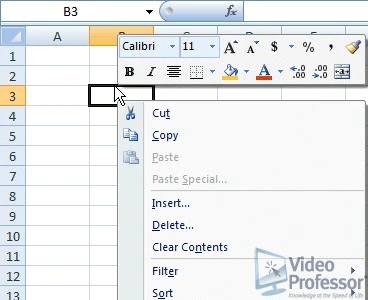 B3 fx
A B
Calibri 11 A A $ % ,
B I A .00 .0
1
2
3
4
5
6
7
8
9
10
11
12
13
Cut
Copy
Paste
Paste Special...
Insert...
Delete...
Clear Contents
Filter
Sort
Video
Professor
Knowledge at the Speed of Life